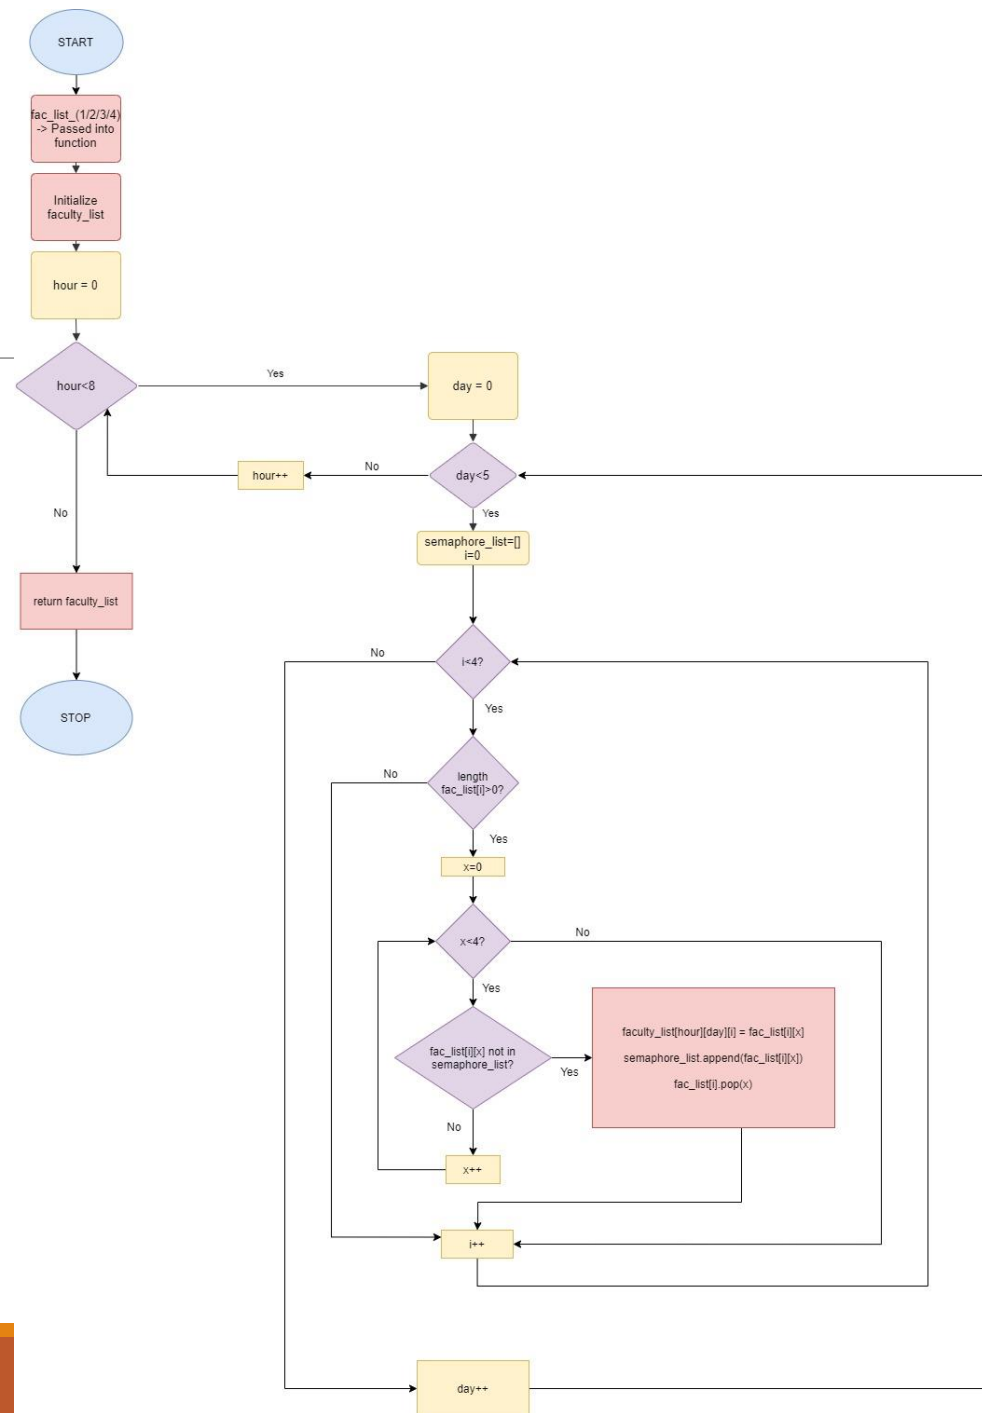 START
fac_list_(1/2/3/4)
-> Passed into
function
Initialize
faculty_list
hour = 0
hour<8
Yes
day = 0
No
hour++
No
day<5
Yes
semaphore_list=[]
i=0
return faculty_list
STOP
No
i<4?
Yes
No
length
fac_list[i]>0?
Yes
x=0
x<4?
No
Yes
fac_list[i][x] not in
semaphore_list?
Yes
faculty_list[hour][day][i] = fac_list[i][x]
semaphore_list.append(fac_list[i][x])
fac_list[i].pop(x)
No
x++
i++
day++